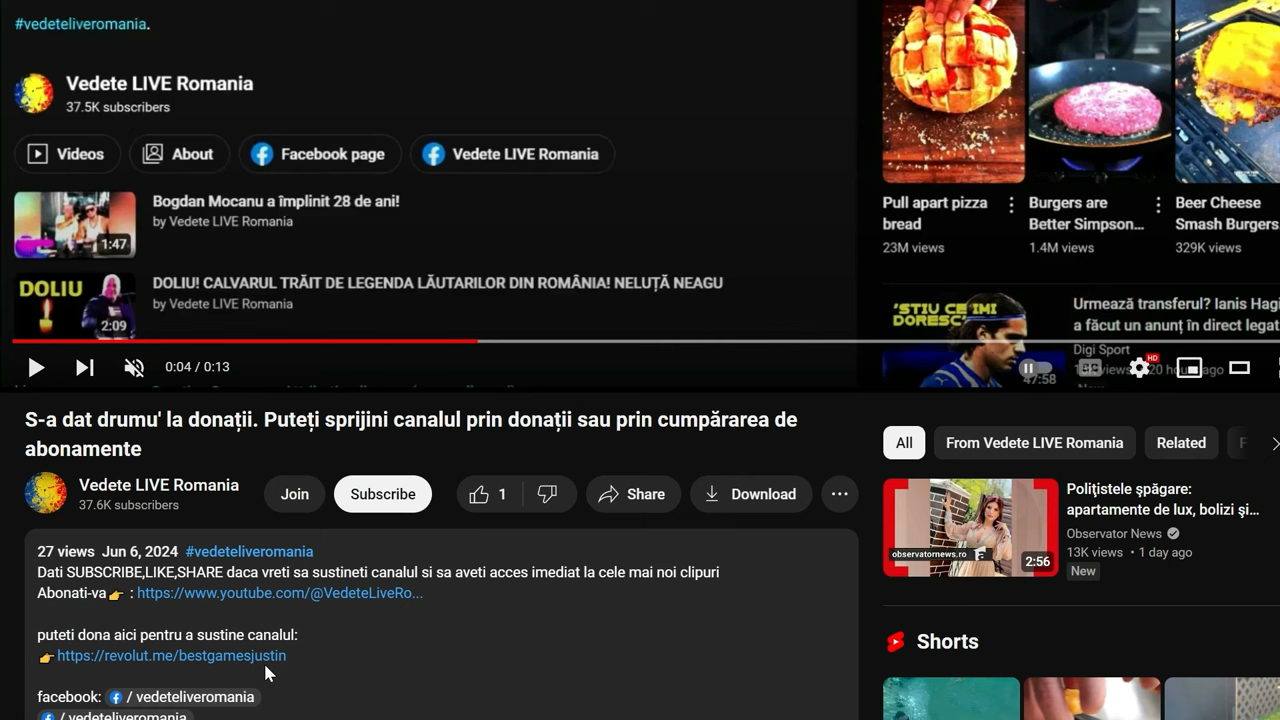 #vedeteliveromania.
Vedete LIVE Romania
37.5K subscribers
Videos
About
Facebook page
Vedete LIVE Romania
Bogdan Mocanu a împlinit 28 de ani!
by Vedete LIVE Romania
1:47
DOLIU! CALVARUL TRĂIT DE LEGENDA LĂUTARILOR DIN ROMÂNIA! NELUȚĂ NEAGU
by Vedete LIVE Romania
DOLIU
2:09
0:04 / 0:13
HD
Pull apart pizza
bread
23M views
Burgers are
Better Simpson...
1.4M views
Beer Cheese
Smash Burgers
329K views
'STIU CE IMI
DORESC'
47:58
Urmează transferul? Ianis Hagi
a făcut un anunț în direct legat
Digi Sport
S-a dat drumu' la donații. Puteți sprijini canalul prin donații sau prin cumpărarea de
abonamente
Vedete LIVE Romania
37.6K subscribers
Join
Subscribe
1
Share
Download
27 views Jun 6, 2024 #vedeteliveromania
Dati SUBSCRIBE,LIKE,SHARE daca vreti sa sustineti canalul si sa aveti acces imediat la cele mai noi clipuri
Abonati-va👉 : https://www.youtube.com/@VedeteLiveRo...
puteti dona aici pentru a sustine canalul:
👉https://revolut.me/bestgamesjustin
facebook: / vedeteliveromania
/ vedeteliveromania
All
From Vedete LIVE Romania
Related
Polițistele șpăgare:
apartamente de lux, bolizi și...
Observator News
13K views • 1 day ago
New
observatornews.ro
2:56
Shorts